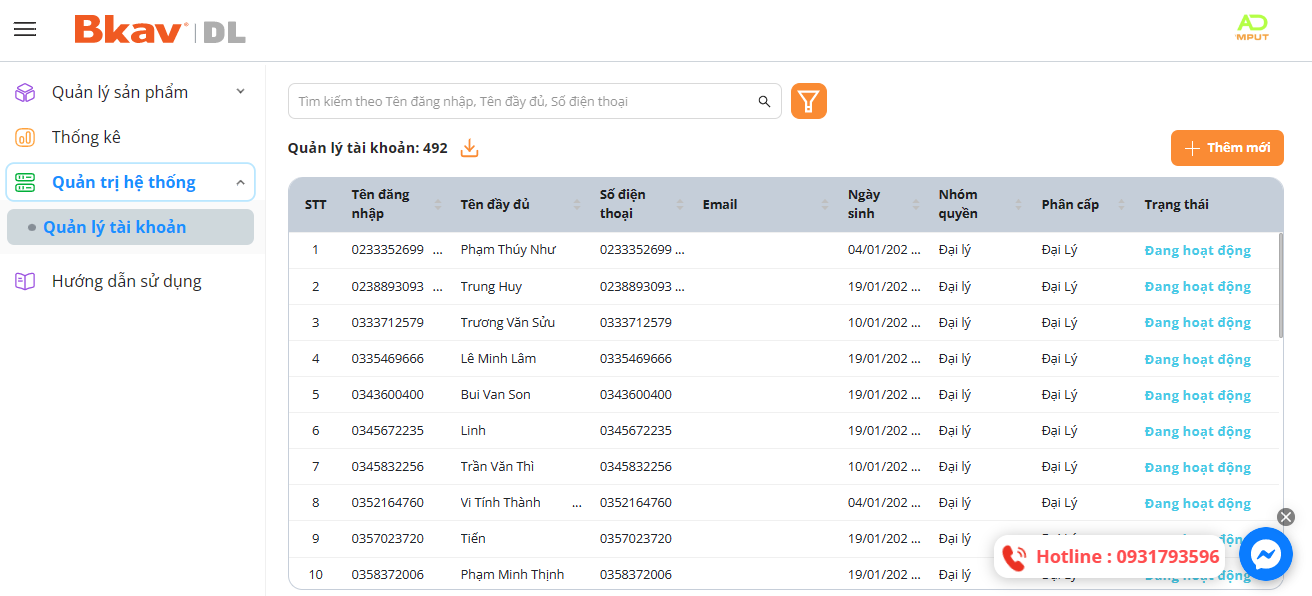 Bkav® | DL
AD
MPUT
Quản lý sản phẩm
Thống kê
Quản trị hệ thống
Quản lý tài khoản
Hướng dẫn sử dụng
Tìm kiếm theo Tên đăng nhập, Tên đầy đủ, Số điện thoại
Quản lý tài khoản: 492
Thêm mới
STT Tên đăng nhập Tên đầy đủ Số điện thoại Email Ngày sinh Nhóm quyền Phân cấp Trạng thái
1 0233352699 ... Phạm Thúy Như 0233352699 ... 04/01/202 ... Đại lý Đại Lý Đang hoạt động
2 0238893093 ... Trung Huy 0238893093 ... 19/01/202 ... Đại lý Đại Lý Đang hoạt động
3 0333712579 Trương Văn Sửu 0333712579 10/01/202 ... Đại lý Đại Lý Đang hoạt động
4 0335469666 Lê Minh Lâm 0335469666 19/01/202 ... Đại lý Đại Lý Đang hoạt động
5 0343600400 Bui Van Son 0343600400 19/01/202 ... Đại lý Đại Lý Đang hoạt động
6 0345672235 Linh 0345672235 19/01/202 ... Đại lý Đại Lý Đang hoạt động
7 0345832256 Trần Văn Thì 0345832256 10/01/202 ... Đại lý Đại Lý Đang hoạt động
8 0352164760 Vi Tính Thành ... 0352164760 04/01/202 ... Đại lý Đại Lý Đang hoạt động
9 0357023720 Tiến 0357023720 19/01/202 ... Đại lý
10 0358372006 Phạm Minh Thịnh 0358372006 19/01/202 ... Đại lý
Hotline : 0931793596